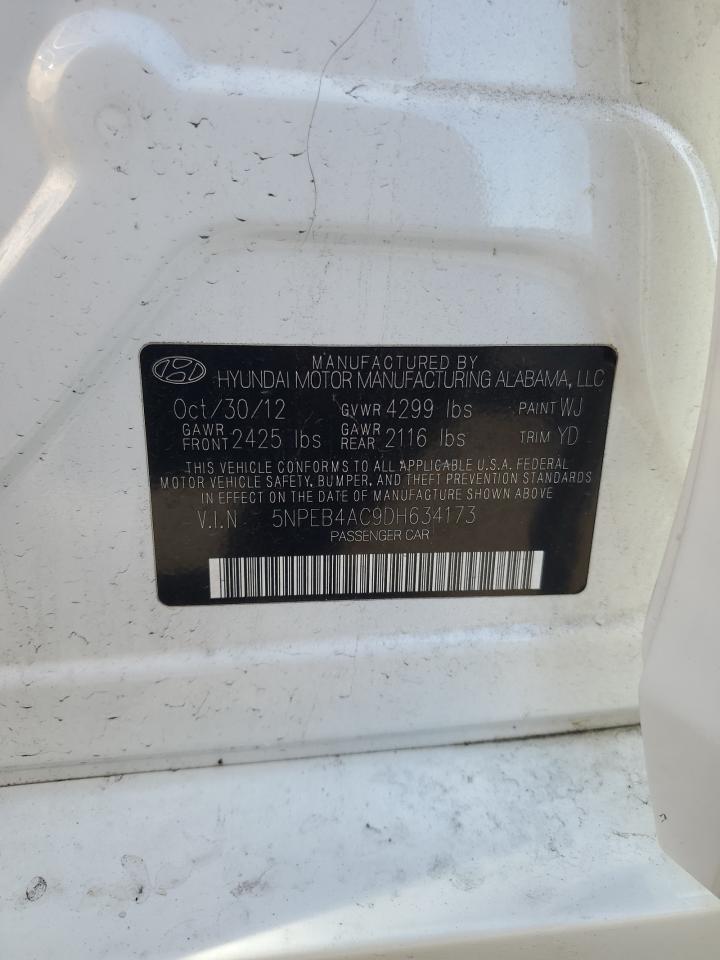 MANUFACTURED BY
HYUNDAI MOTOR MANUFACTURING ALABAMA, LLC
Oct/30/12 GVWR 4299 lbs PAINT WJ
GAWR FRONT 2425 lbs GAWR REAR 2116 lbs TRIM YD
THIS VEHICLE CONFORMS TO ALL APPLICABLE U.S.A. FEDERAL
MOTOR VEHICLE SAFETY, BUMPER, AND THEFT PREVENTION STANDARDS
IN EFFECT ON THE DATE OF MANUFACTURE SHOWN ABOVE
V.I.N 5NPEB4AC9DH634173
PASSENGER CAR